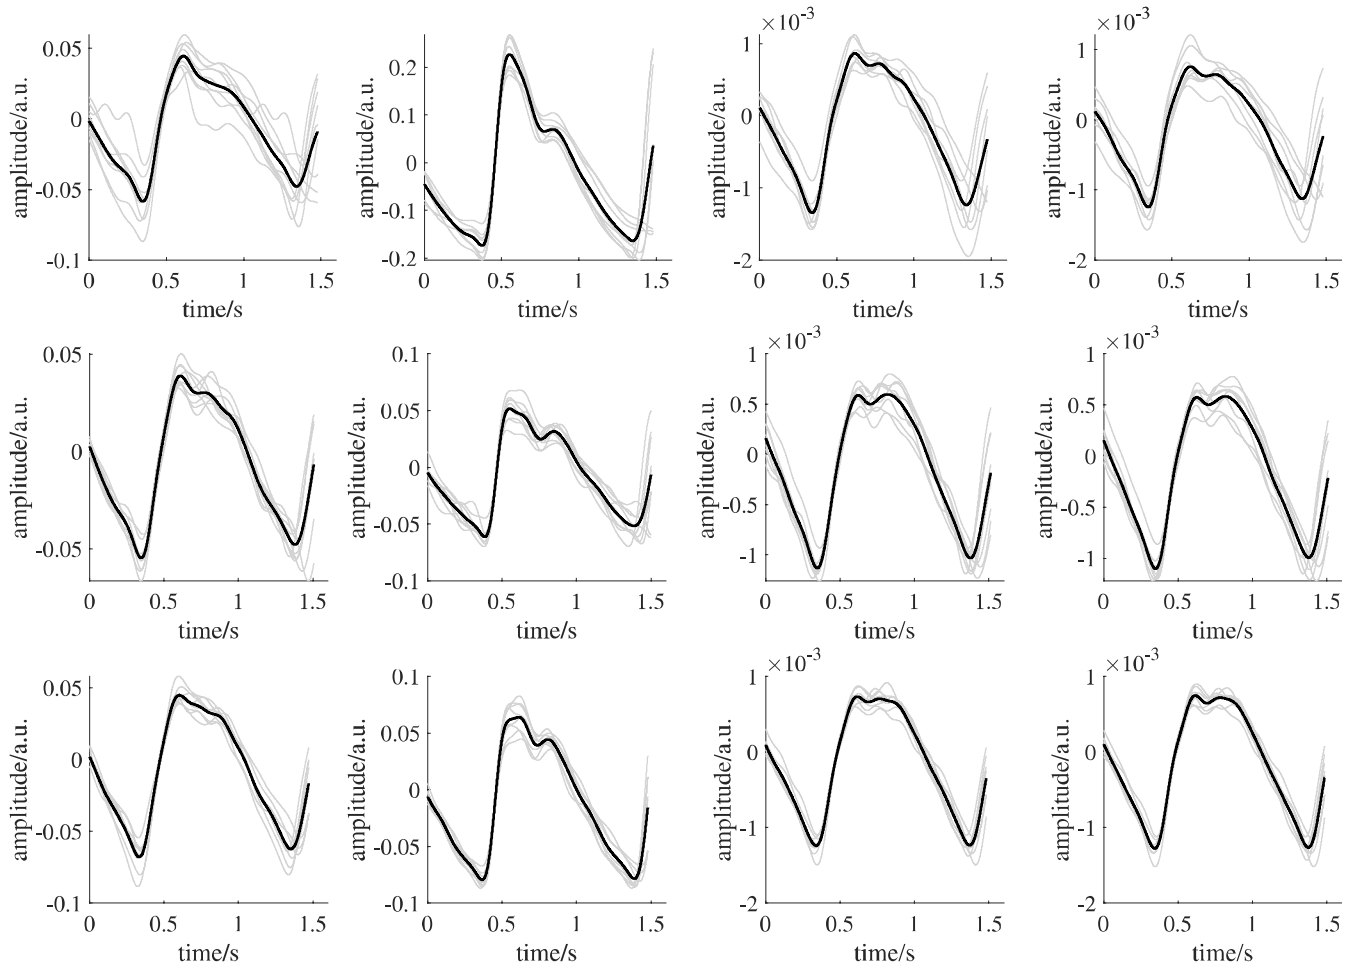 ×10⁻³ ×10⁻³
0.05 0.2 1 1
0.1
0 0 0 0
amplitude/a.u. amplitude/a.u. amplitude/a.u. amplitude/a.u.
-0.05 -0.1 -1 -1
-0.1 -0.2 -2 -2
0 0.5 1 1.5 0 0.5 1 1.5 0 0.5 1 1.5 0 0.5 1 1.5
time/s time/s time/s time/s
×10⁻³ ×10⁻³
0.05 0.1 1 1
0.05 0.5 0.5
0 0 0 0
amplitude/a.u. amplitude/a.u. amplitude/a.u. amplitude/a.u.
-0.05 -0.05 -0.5 -0.5
-0.1 -1 -1
0 0.5 1 1.5 0 0.5 1 1.5 0 0.5 1 1.5 0 0.5 1 1.5
time/s time/s time/s time/s
×10⁻³ ×10⁻³
0.05 0.1 1 1
0.05
0 0 0 0
amplitude/a.u. amplitude/a.u. amplitude/a.u. amplitude/a.u.
-0.05 -0.05 -1 -1
-0.1 -0.1 -2 -2
0 0.5 1 1.5 0 0.5 1 1.5 0 0.5 1 1.5 0 0.5 1 1.5
time/s time/s time/s time/s